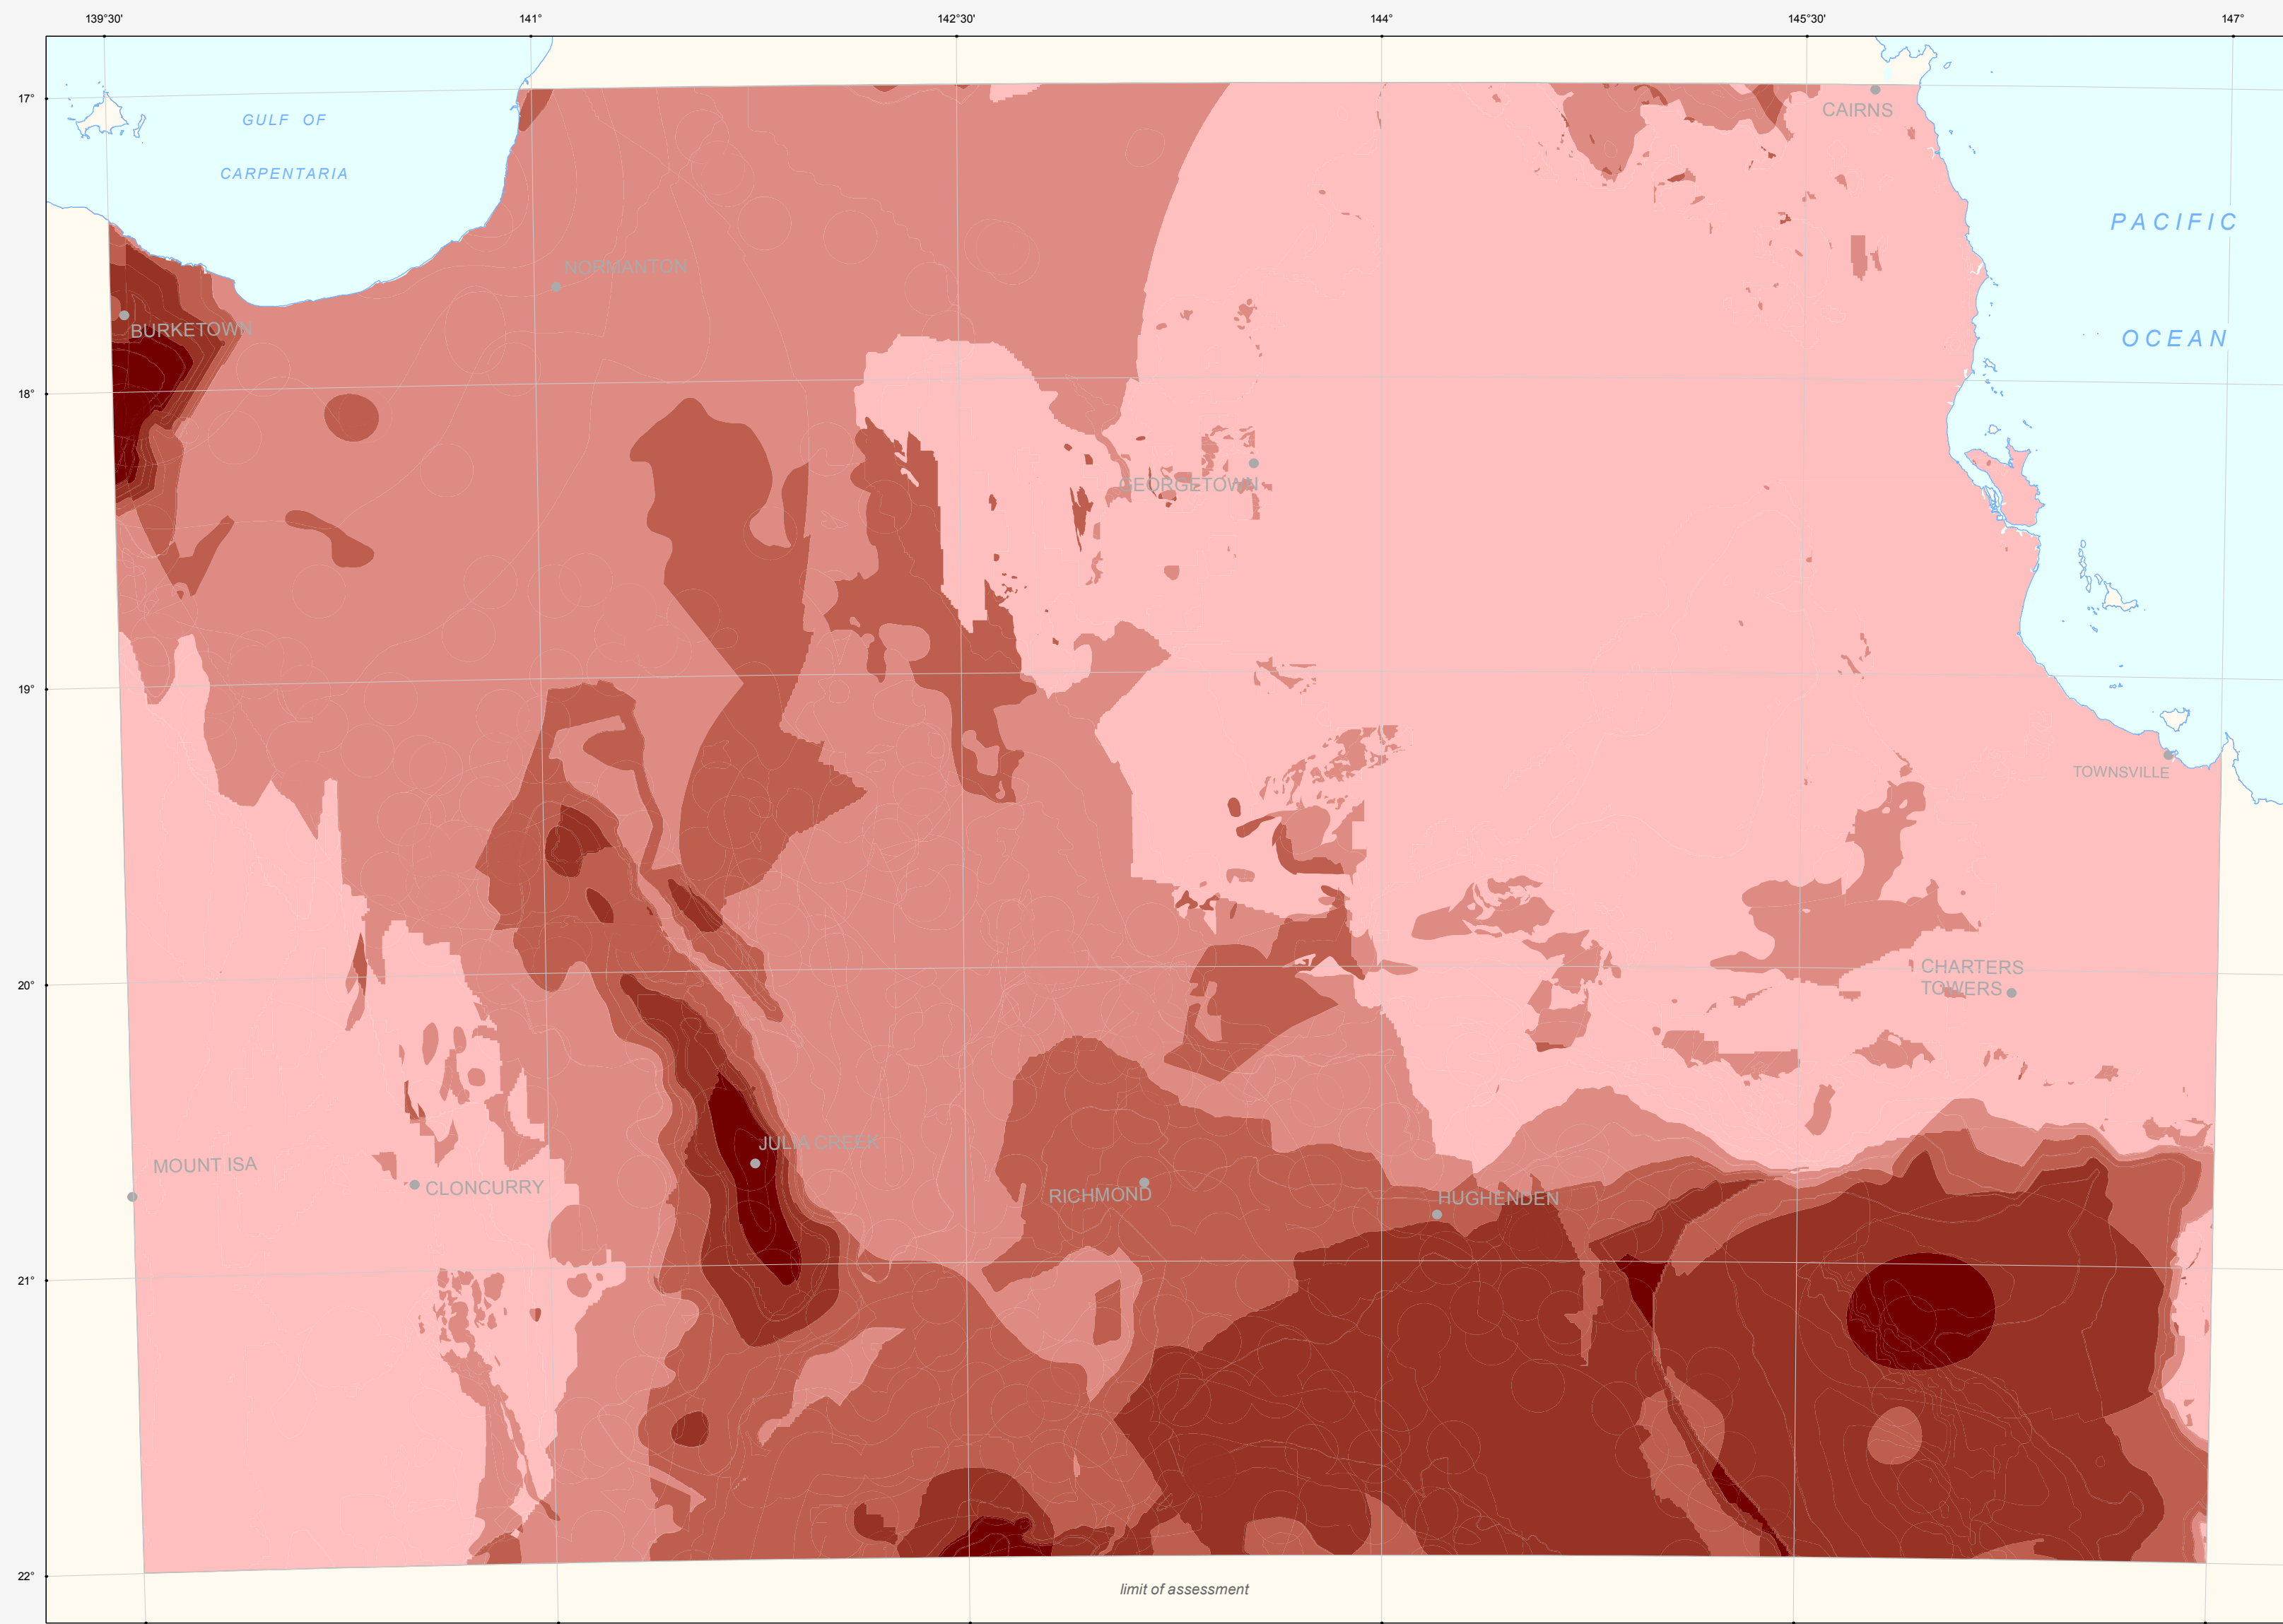 139°30'
141°
142°30'
144°
145°30'
147°
17°
CAIRNS
GULF OF
CARPENTARIA
PACIFIC
NORMANTON
BURKETOWN
OCEAN
18°
GEORGETOWN
19°
TOWNSVILLE
CHARTERS
TOWERS
20°
JULIA CREEK
MOUNT ISA
CLONCURRY
RICHMOND
HUGHENDEN
21°
22°
limit of assessment